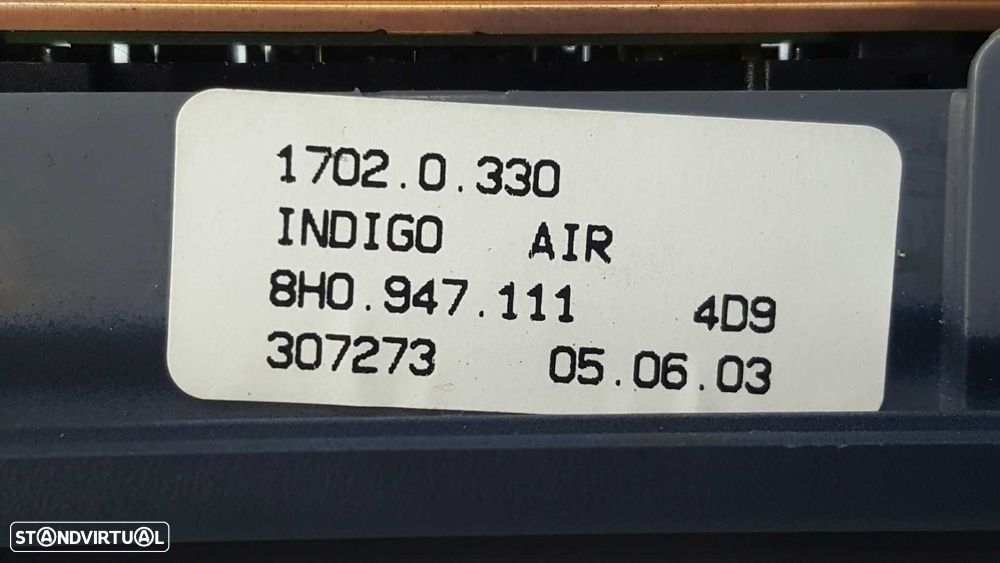 1702.0.330
INDIGO AIR
8H0.947.111 4D9
307273 05.06.03
STANDVIRTUAL